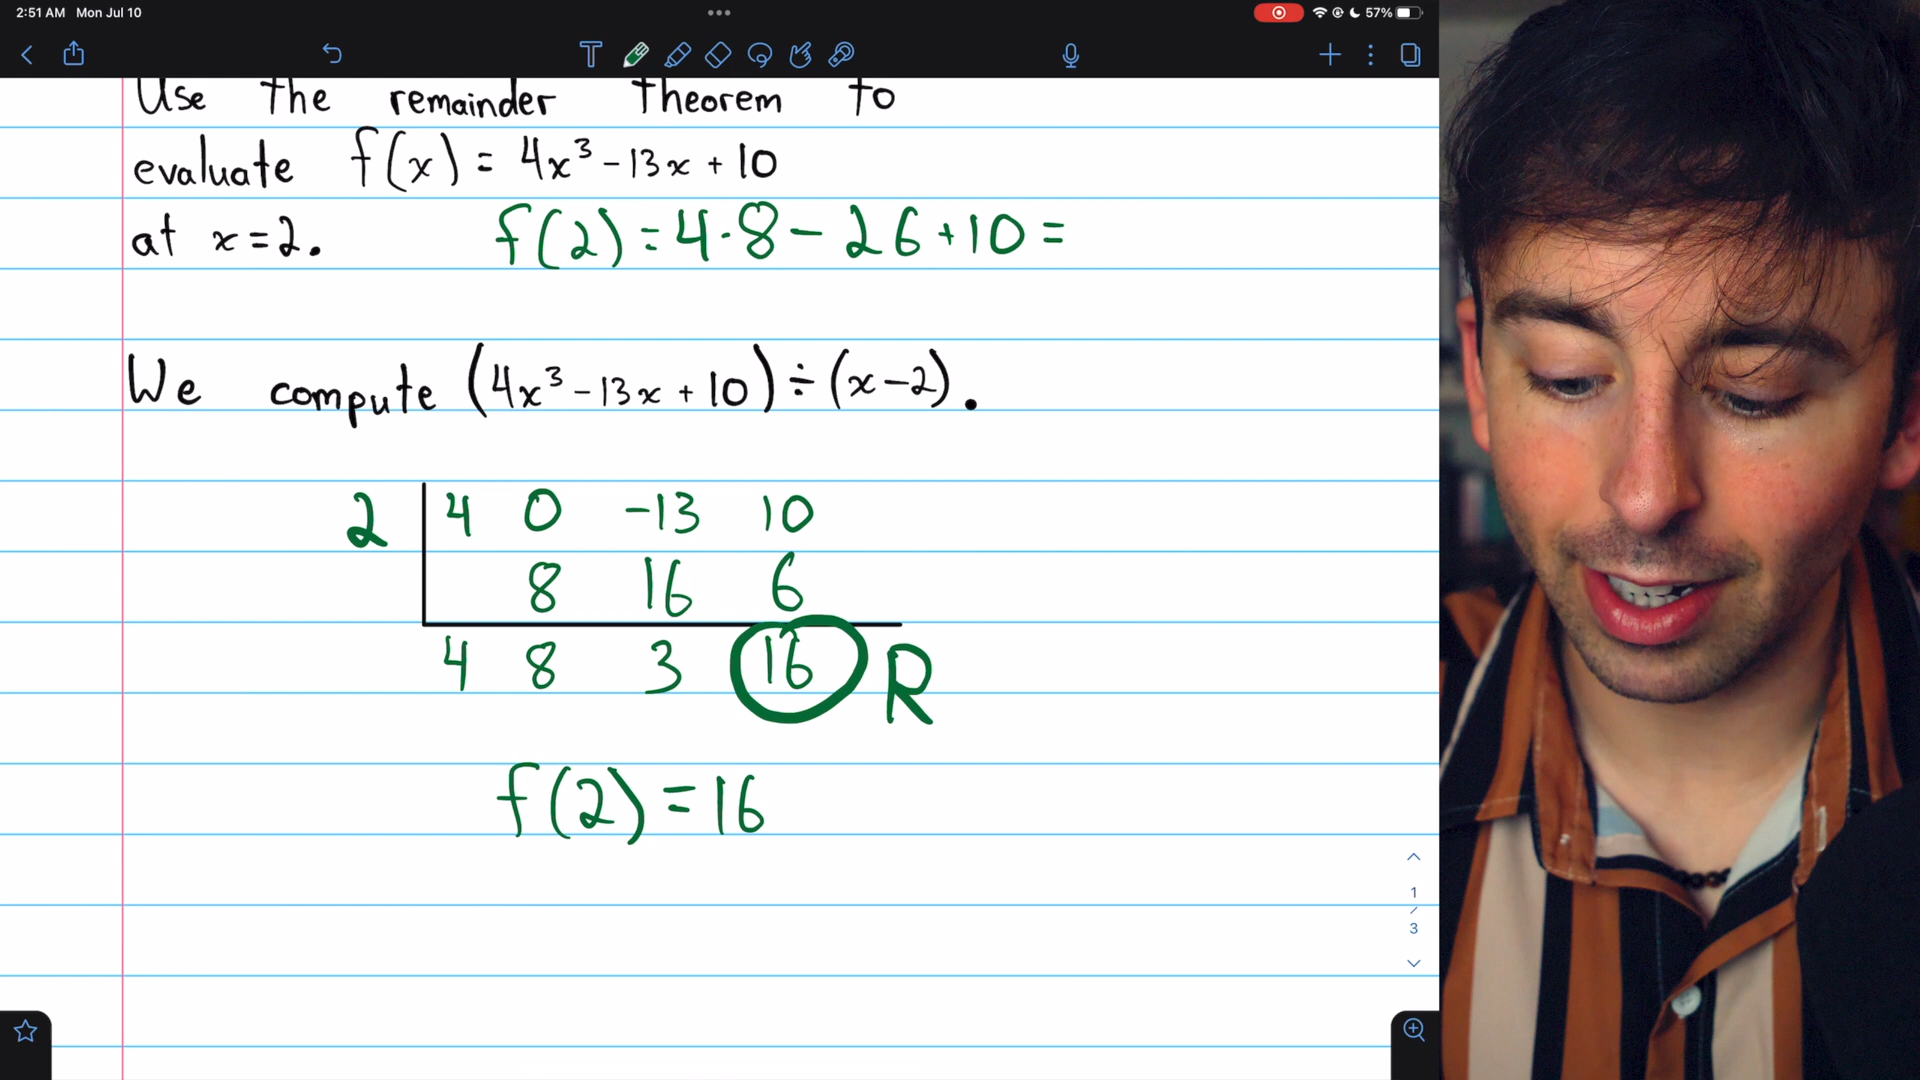 2:51 AM Mon Jul 10
57%
Use the remainder theorem to
evaluate f(x) = 4x³ - 13x + 10
at x = 2. f(2) = 4·8 - 26 + 10 =
We compute (4x³ - 13x + 10) ÷ (x - 2).
2 4 0 -13 10
8 16 6
4 8 3 16 R
f(2) = 16
1
/
3